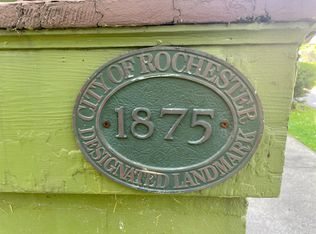 CITY OF ROCHESTER
1875
DESIGNATED LANDMARK